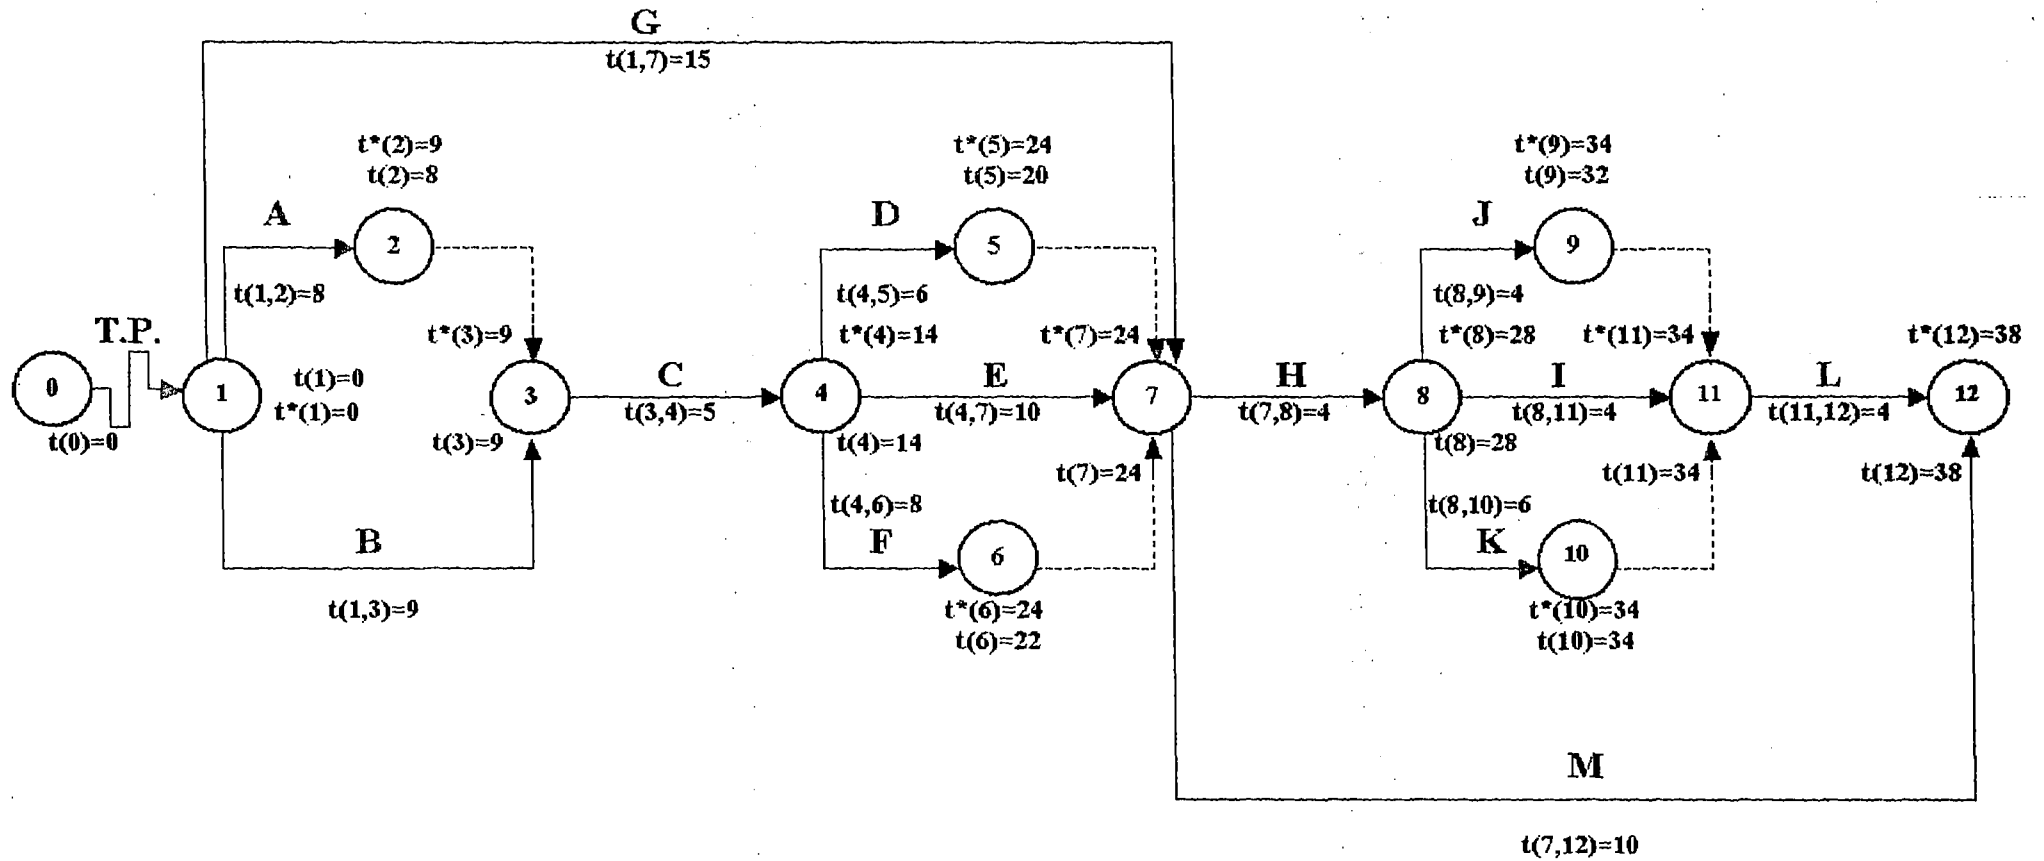 G
t(1,7)=15
t*(2)=9
t(2)=8
t*(5)=24
t(5)=20
t*(9)=34
t(9)=32
A
2
D
5
J
9
t(1,2)=8
t(4,5)=6
t(8,9)=4
T.P.
t*(3)=9
t*(4)=14
t*(7)=24
t*(8)=28
t*(11)=34
t*(12)=38
0
1
t(1)=0
t*(1)=0
3
C
4
E
7
H
8
I
11
L
12
t(3,4)=5
t(4,7)=10
t(7,8)=4
t(8,11)=4
t(11,12)=4
t(0)=0
t(3)=9
t(4)=14
t(7)=24
t(8)=28
t(11)=34
t(12)=38
t(4,6)=8
t(8,10)=6
B
F
6
K
10
t(1,3)=9
t*(6)=24
t(6)=22
t*(10)=34
t(10)=34
M
t(7,12)=10